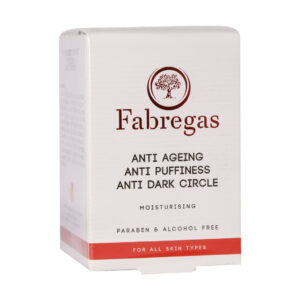 Fabregas
ANTI AGEING
ANTI PUFFINESS
ANTI DARK CIRCLE
MOISTURISING
PARABEN & ALCOHOL FREE
FOR ALL SKIN TYPES